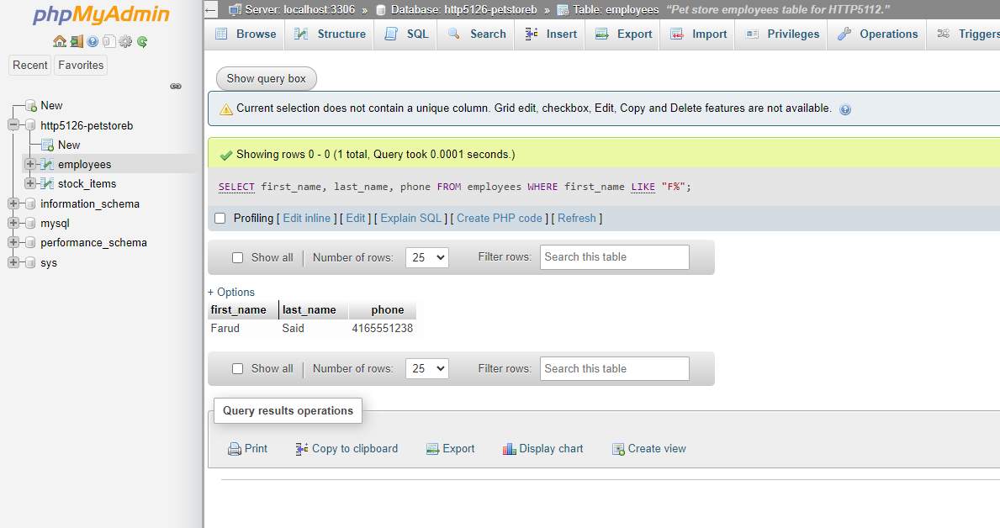 phpMyAdmin
Recent Favorites
New
http5126-petstoreb
New
employees
stock_items
information_schema
mysql
performance_schema
sys
Server: localhost:3306 » Database: http5126-petstoreb » Table: employees "Pet store employees table for HTTP5112."
Browse Structure SQL Search Insert Export Import Privileges Operations Triggers
Show query box
Current selection does not contain a unique column. Grid edit, checkbox, Edit, Copy and Delete features are not available.
Showing rows 0 - 0 (1 total, Query took 0.0001 seconds.)
SELECT first_name, last_name, phone FROM employees WHERE first_name LIKE "F%";
Profiling [ Edit inline ] [ Edit ] [ Explain SQL ] [ Create PHP code ] [ Refresh ]
Show all | Number of rows: 25 Filter rows: Search this table
+ Options
first_name last_name phone
Farud Said 4165551238
Show all | Number of rows: 25 Filter rows: Search this table
Query results operations
Print Copy to clipboard Export Display chart Create view